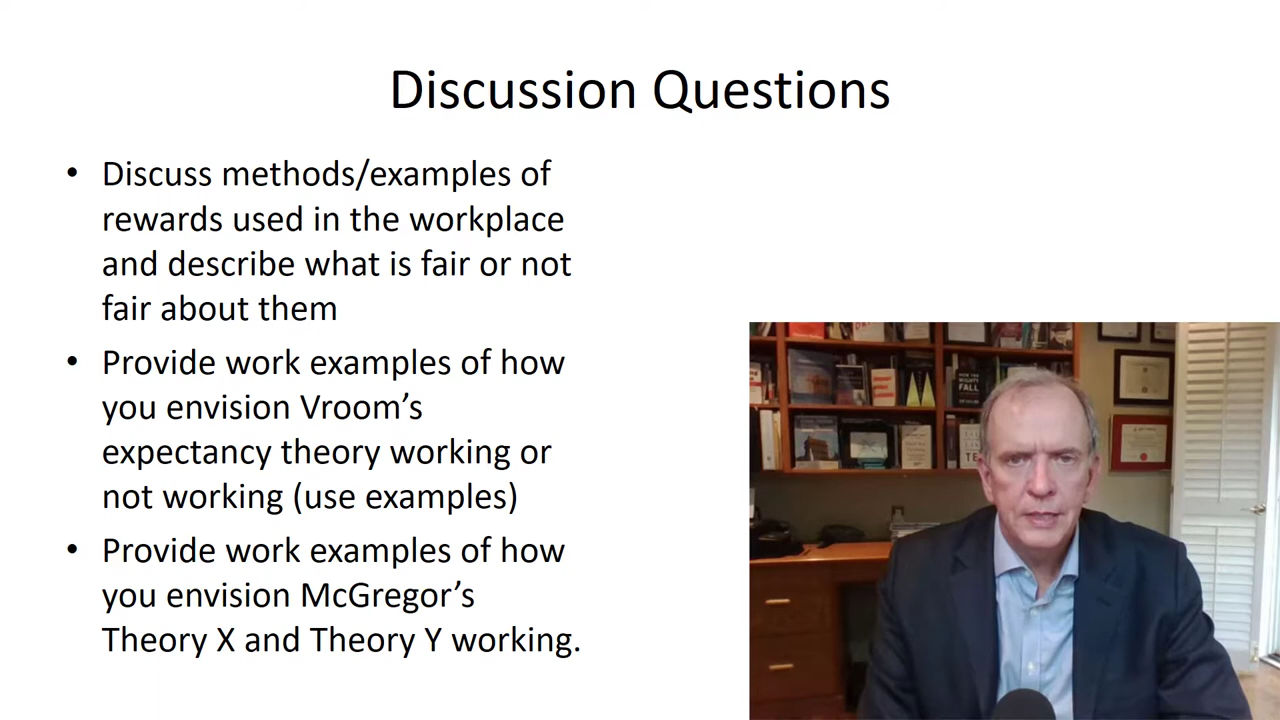 Discussion Questions
• Discuss methods/examples of
rewards used in the workplace
and describe what is fair or not
fair about them
• Provide work examples of how
you envision Vroom’s
expectancy theory working or
not working (use examples)
• Provide work examples of how
you envision McGregor’s
Theory X and Theory Y working.
FALL